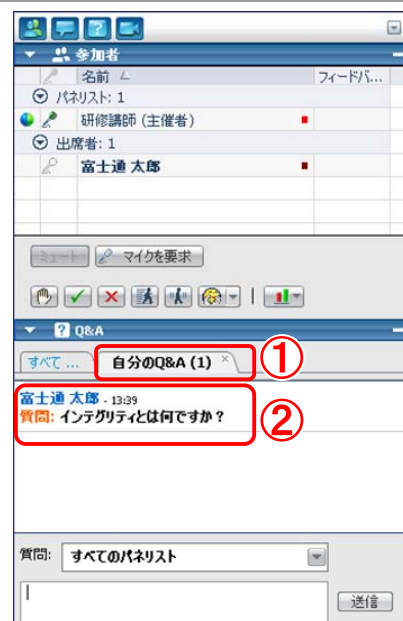 参加者
名前
フィードバ...
パネリスト: 1
研修講師 (主催者)
出席者: 1
富士通 太郎
ミュート
マイクを要求
Q&A
すべて ...
自分のQ&A (1)
①
富士通 太郎 - 13:39
質問: インテグリティとは何ですか？
②
質問:
すべてのパネリスト
送信